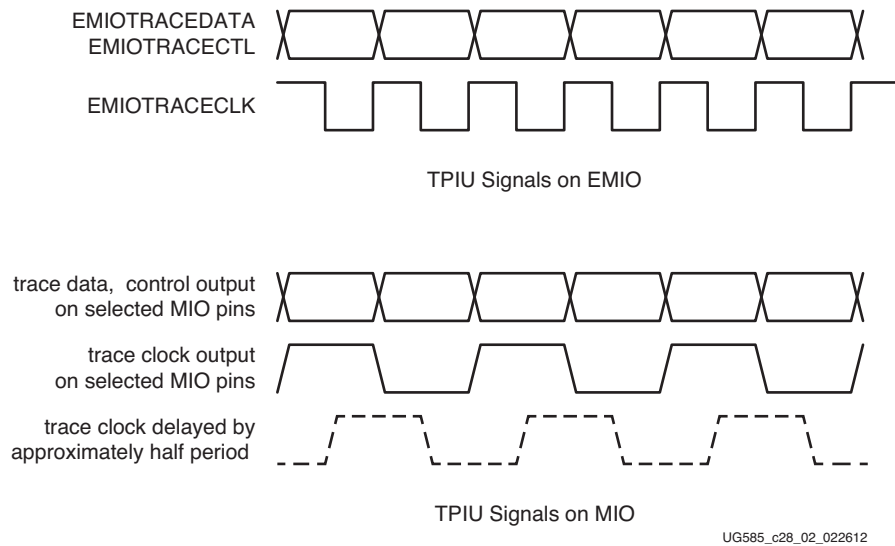 EMIOTRACEDATA
EMIOTRACECTL
EMIOTRACECLK
TPIU Signals on EMIO
trace data, control output
on selected MIO pins
trace clock output
on selected MIO pins
trace clock delayed by
approximately half period
TPIU Signals on MIO
UG585_c28_02_022612